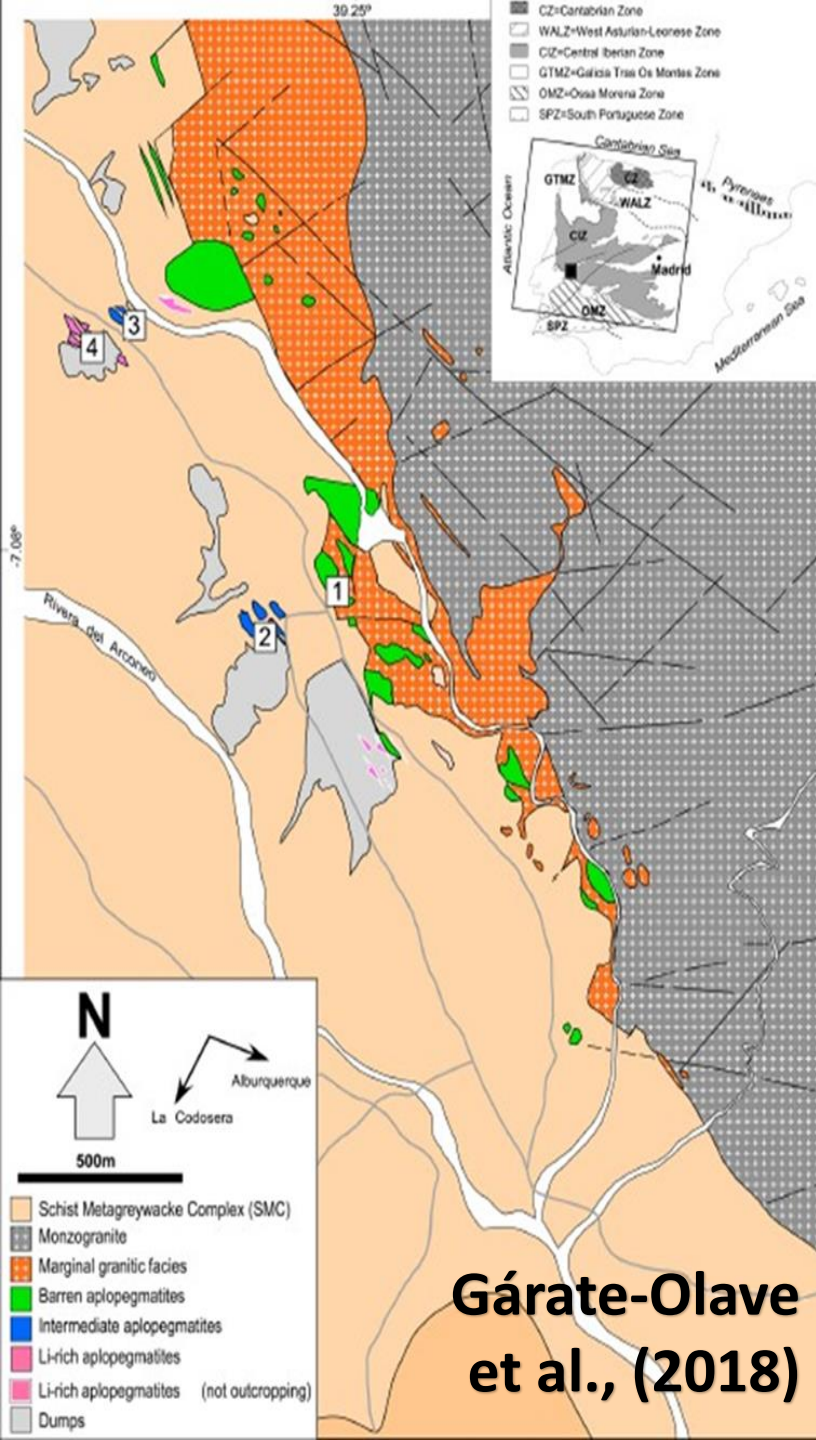 39.25º
CZ=Cantabrian Zone
WALZ=West Asturian-Leonese Zone
CIZ=Central Iberian Zone
GTMZ=Galicia Tras Os Montes Zone
OMZ=Ossa Morena Zone
SPZ=South Portuguese Zone
Cantabrian Sea
GTMZ
CZ
WALZ
Pyrenees
Atlantic Ocean
CIZ
Madrid
OMZ
SPZ
Mediterranean Sea
3
4
-7.08º
1
2
Rivera del Arconeo
N
Alburquerque
La Codosera
500m
Schist Metagreywacke Complex (SMC)
Monzogranite
Marginal granitic facies
Barren aplopegmatites
Intermediate aplopegmatites
Li-rich aplopegmatites
Li-rich aplopegmatites (not outcropping)
Dumps
Gárate-Olave
et al., (2018)